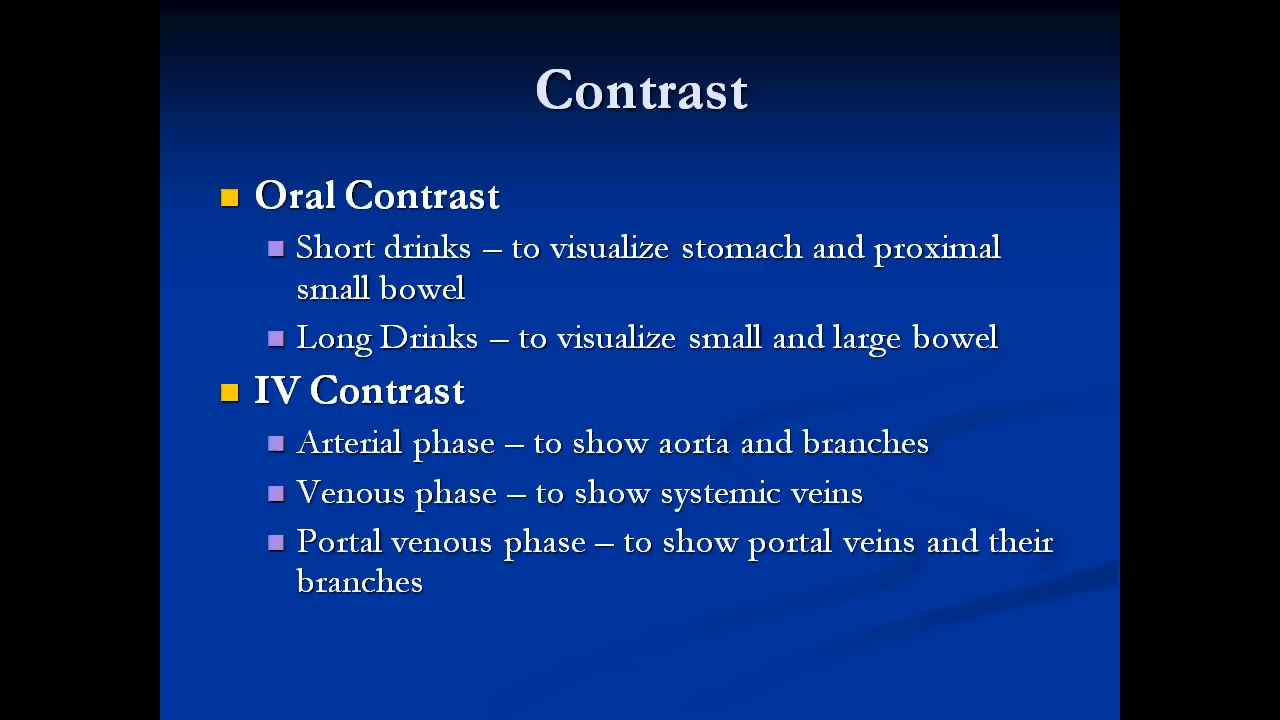 Contrast
Oral Contrast
Short drinks – to visualize stomach and proximal
small bowel
Long Drinks – to visualize small and large bowel
IV Contrast
Arterial phase – to show aorta and branches
Venous phase – to show systemic veins
Portal venous phase – to show portal veins and their
branches